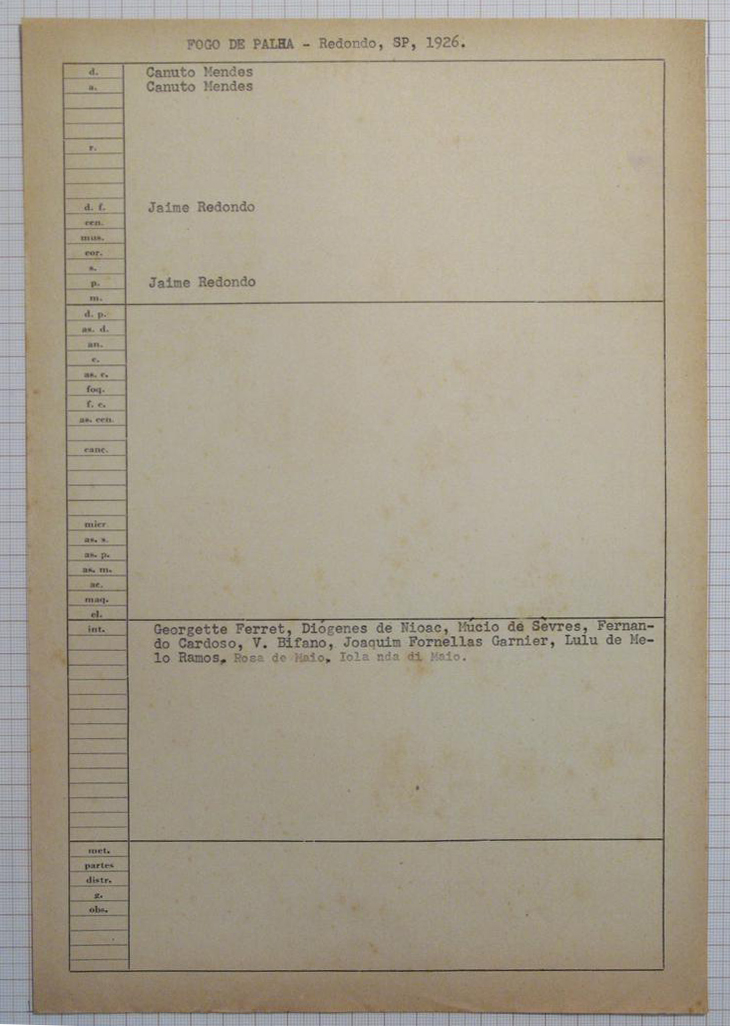 FOGO DE PALHA - Redondo, SP, 1926.
d. Canuto Mendes
a. Canuto Mendes
r.
d. f. Jaime Redondo
cen.
mus.
cor.
s.
p. Jaime Redondo
m.
d. p.
as. d.
an.
c.
as. c.
foq.
f. c.
as. cen.
canc.
micr.
as. s.
as. p.
as. m.
ac.
maq.
el.
int. Georgette Ferret, Diógenes de Nioac, Múcio de Sèvres, Fernan-
do Cardoso, V. Bifano, Joaquim Fornellas Garnier, Lulu de Me-
lo Ramos, Rosa de Maio, Iola nda di Maio.
met.
partes
distr.
g.
obs.